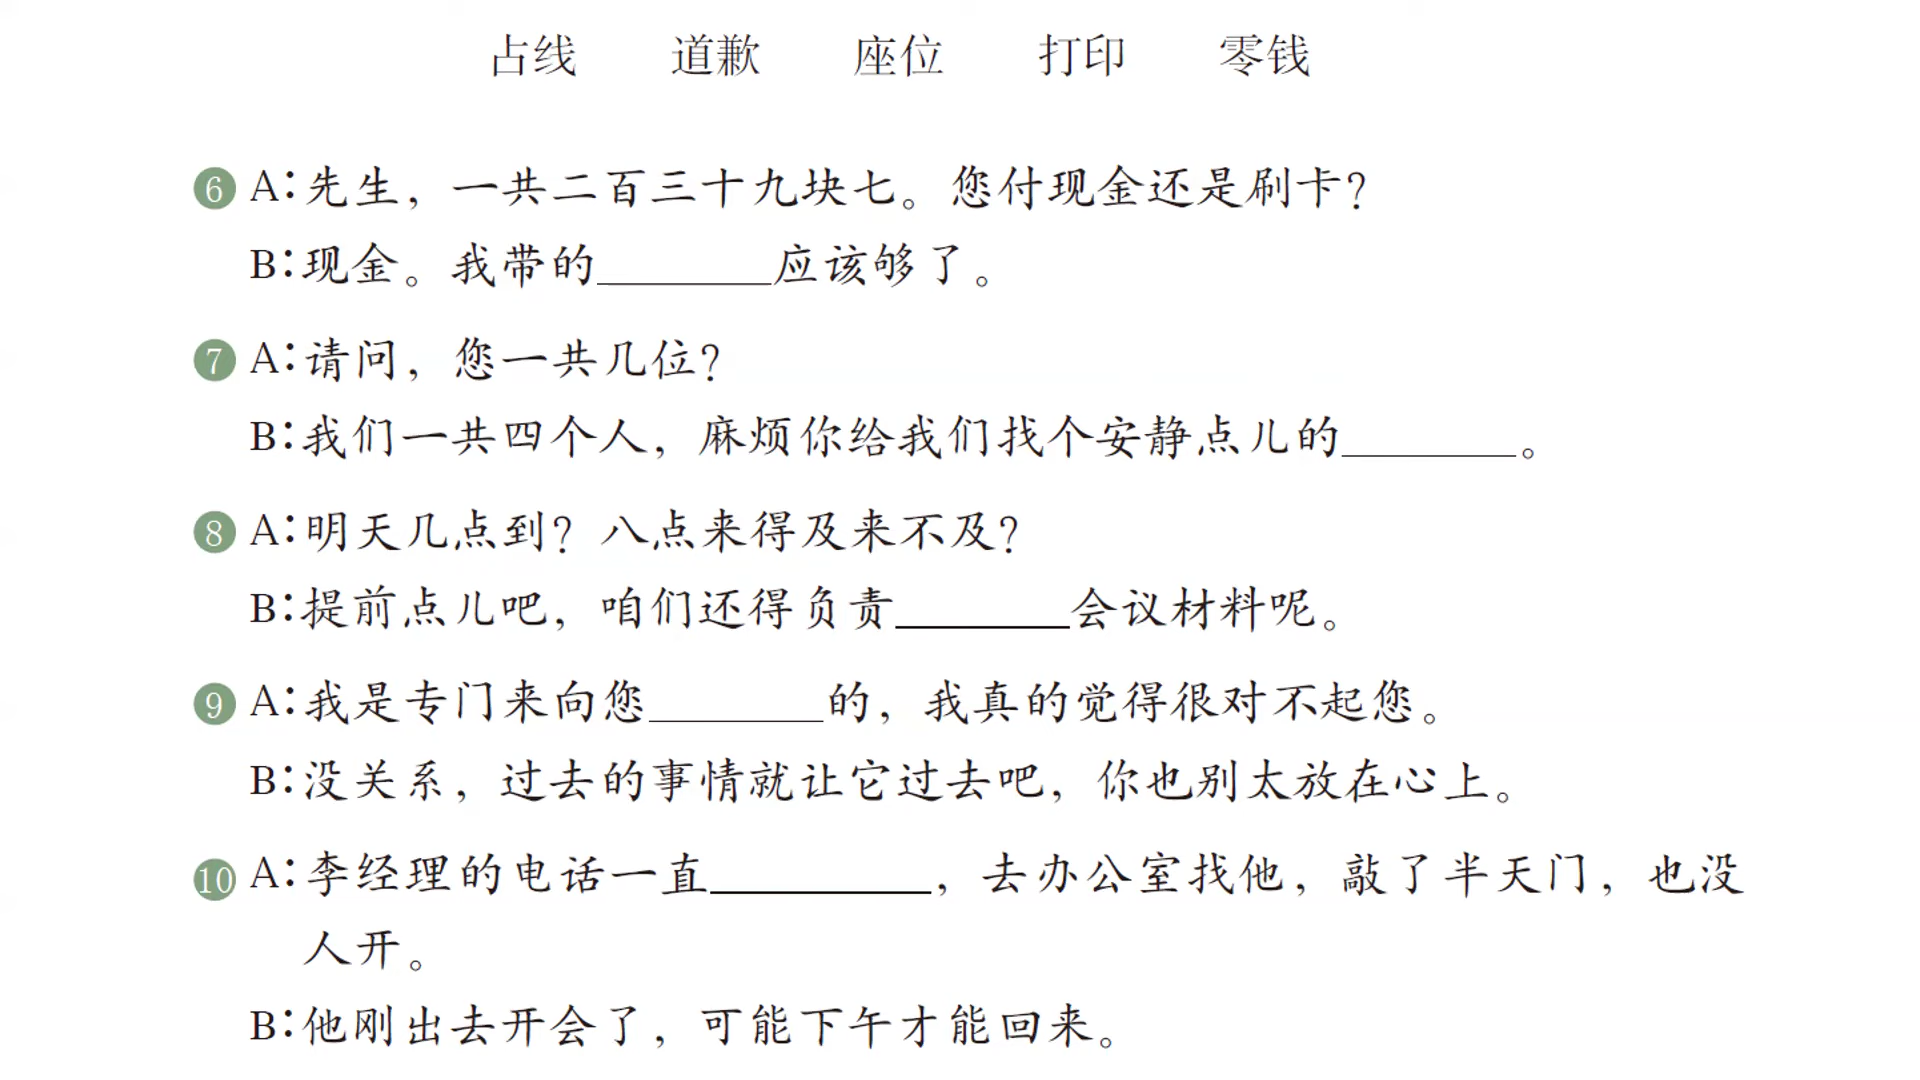 占线 道歉 座位 打印 零钱
6 A：先生，一共二百三十九块七。您付现金还是刷卡？
B：现金。我带的________应该够了。
7 A：请问，您一共几位？
B：我们一共四个人，麻烦你给我们找个安静点儿的________。
8 A：明天几点到？八点来得及来不及？
B：提前点儿吧，咱们还得负责________会议材料呢。
9 A：我是专门来向您________的，我真的觉得很对不起您。
B：没关系，过去的事情就让它过去吧，你也别太放在心上。
10 A：李经理的电话一直__________，去办公室找他，敲了半天门，也没
人开。
B：他刚出去开会了，可能下午才能回来。